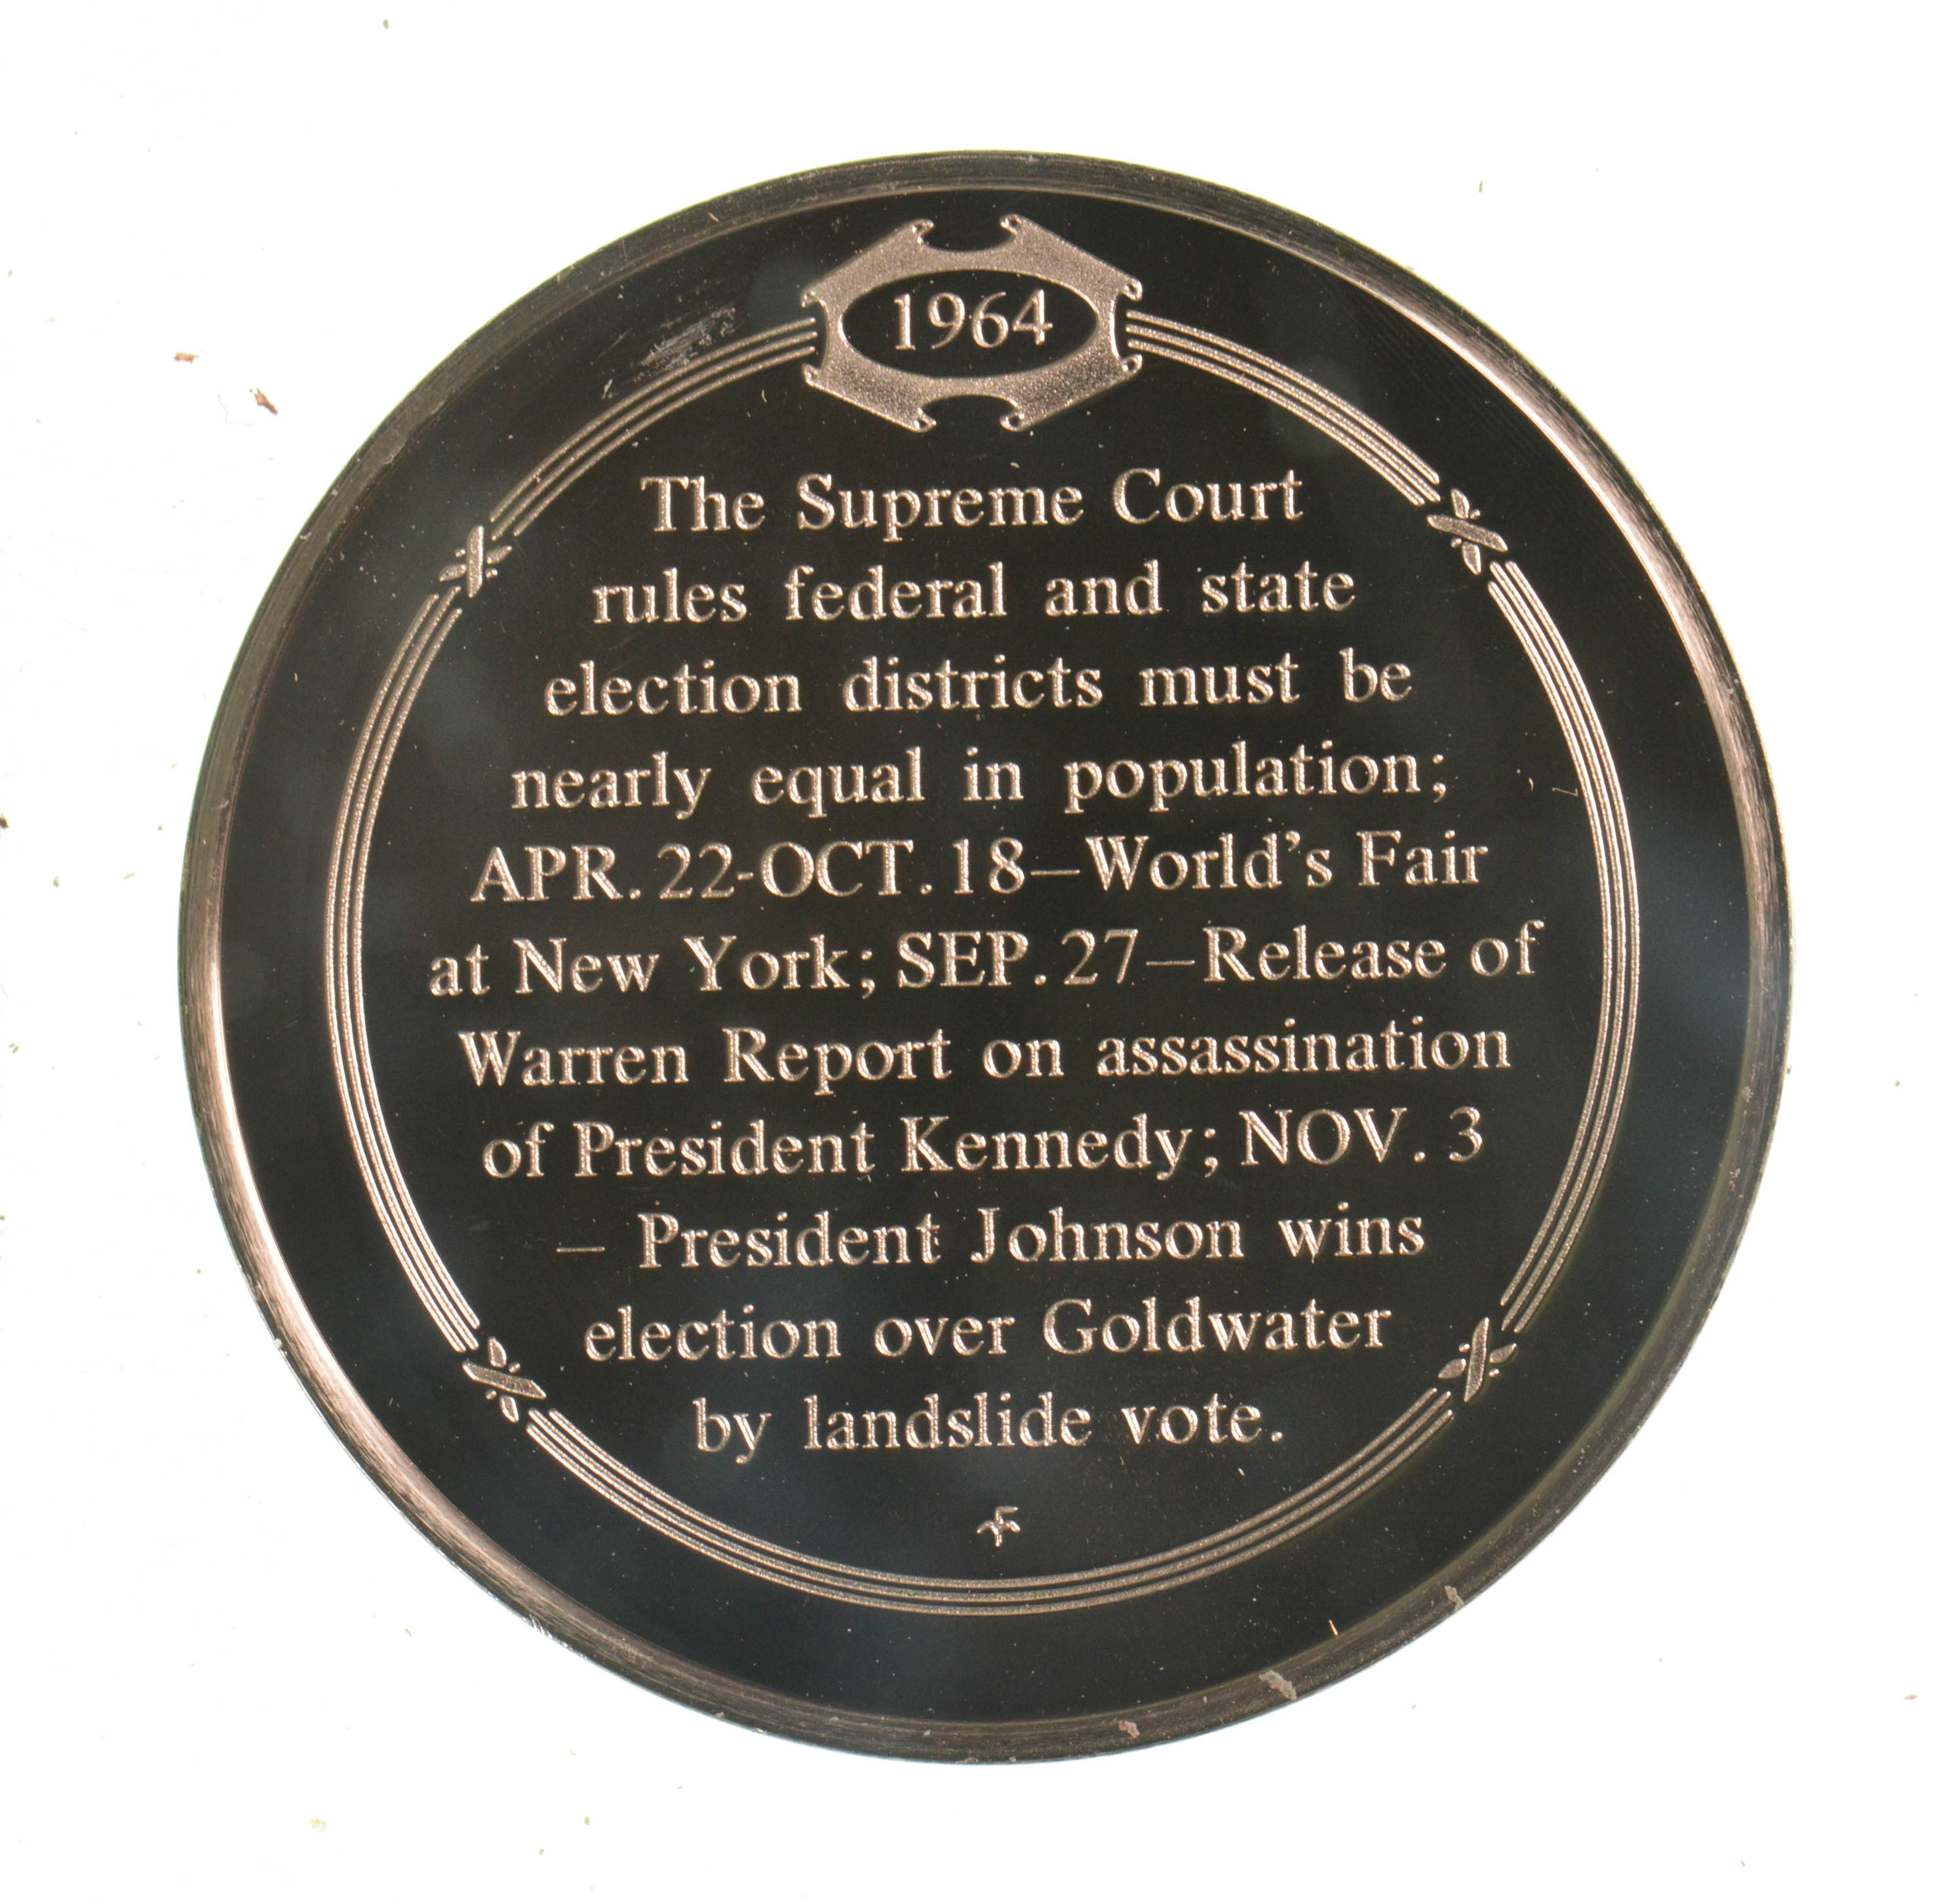 1964
The Supreme Court
rules federal and state
election districts must be
nearly equal in population;
APR. 22-OCT. 18—World's Fair
at New York; SEP. 27—Release of
Warren Report on assassination
of President Kennedy; NOV. 3
— President Johnson wins
election over Goldwater
by landslide vote.